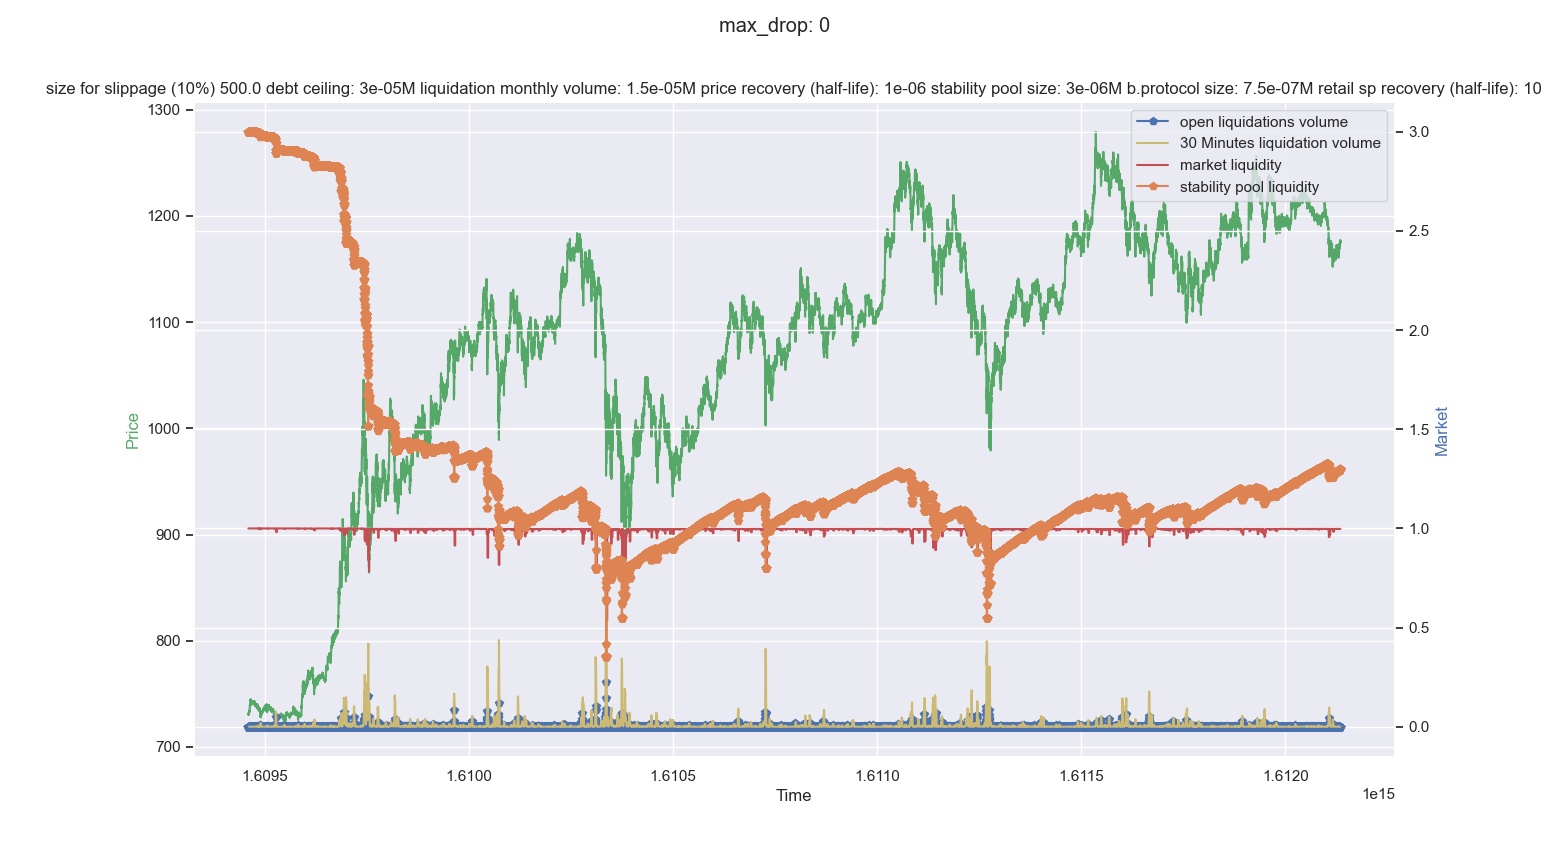 max_drop: 0
size for slippage (10%) 500.0 debt ceiling: 3e-05M liquidation monthly volume: 1.5e-05M price recovery (half-life): 1e-06 stability pool size: 3e-06M b.protocol size: 7.5e-07M retail sp recovery (half-life): 10
open liquidations volume
30 Minutes liquidation volume
market liquidity
stability pool liquidity
1300
1200
1100
1000
900
800
700
Price
3.0
2.5
2.0
1.5
1.0
0.5
0.0
Market
1.6095 1.6100 1.6105 1.6110 1.6115 1.6120
Time
1e15